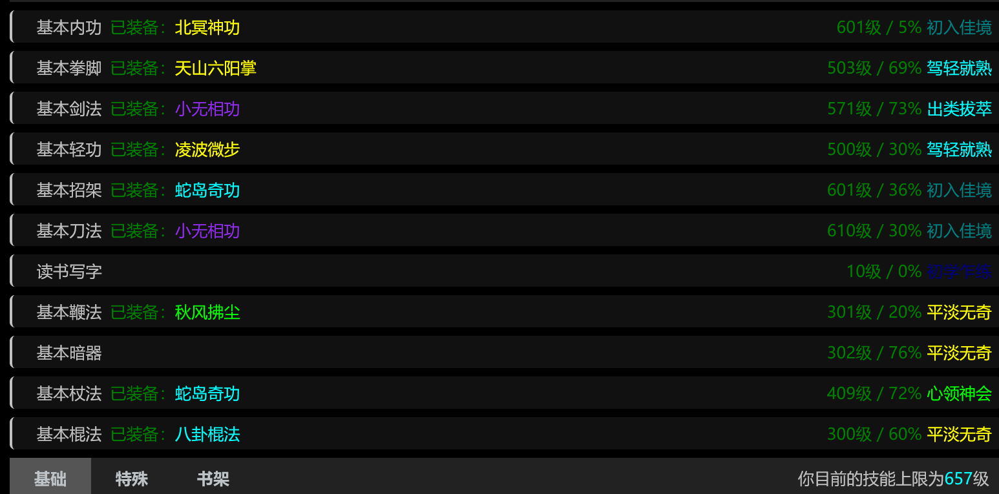 基本内功 已装备: 北冥神功 601级 / 5% 初入佳境
基本拳脚 已装备: 天山六阳掌 503级 / 69% 驾轻就熟
基本剑法 已装备: 小无相功 571级 / 73% 出类拔萃
基本轻功 已装备: 凌波微步 500级 / 30% 驾轻就熟
基本招架 已装备: 蛇岛奇功 601级 / 36% 初入佳境
基本刀法 已装备: 小无相功 610级 / 30% 初入佳境
读书写字 10级 / 0% 初学乍练
基本鞭法 已装备: 秋风拂尘 301级 / 20% 平淡无奇
基本暗器 302级 / 76% 平淡无奇
基本杖法 已装备: 蛇岛奇功 409级 / 72% 心领神会
基本棍法 已装备: 八卦棍法 300级 / 60% 平淡无奇
基础 特殊 书架 你目前的技能上限为657级